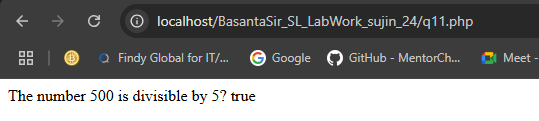 localhost/BasantaSir_SL_LabWork_sujin_24/q11.php
Findy Global for IT/... Google GitHub - MentorCh... Meet -
The number 500 is divisible by 5? true